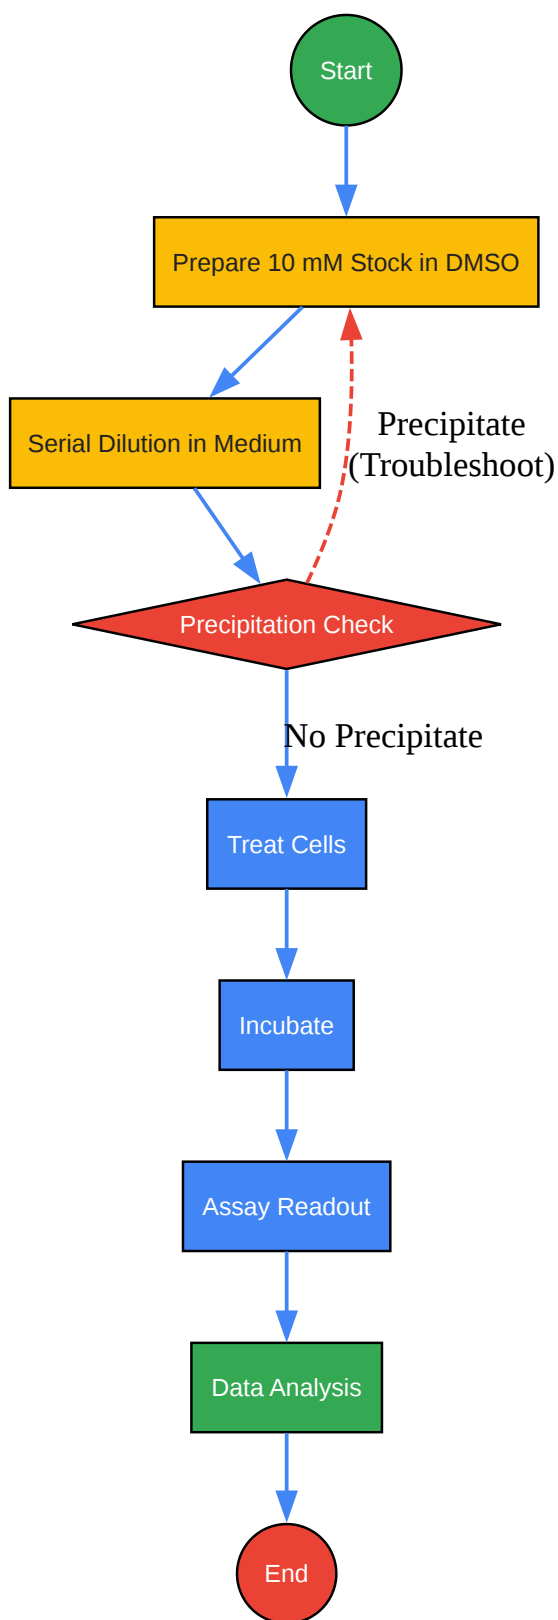 Start
Prepare 10 mM Stock in DMSO
Serial Dilution in Medium
Precipitate
(Troubleshoot)
Precipitation Check
No Precipitate
Treat Cells
Incubate
Assay Readout
Data Analysis
End